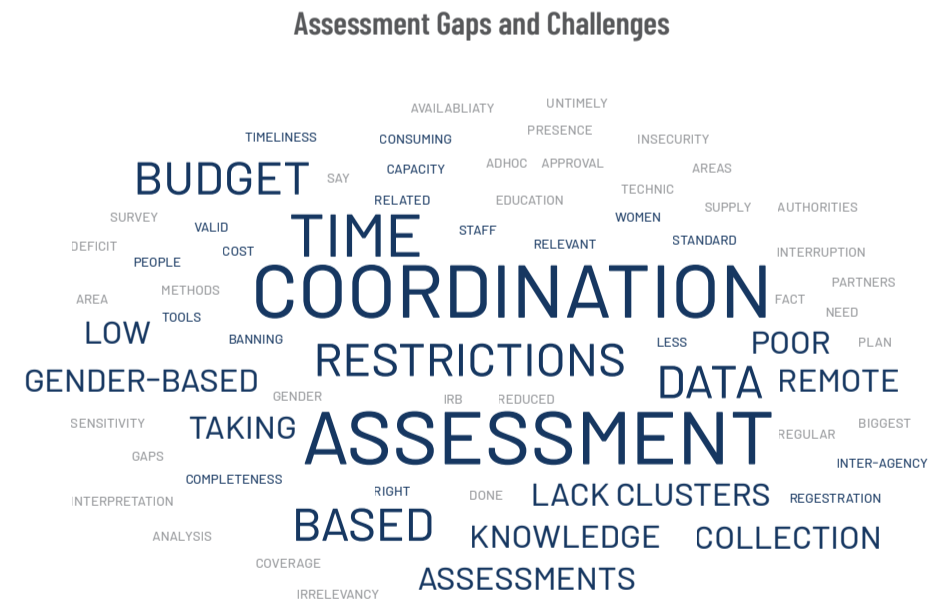 Assessment Gaps and Challenges
AVAILABLIATY UNTIMELY
TIMELINESS CONSUMING PRESENCE INSECURITY
BUDGET SAY CAPACITY ADHOC APPROVAL AREAS
RELATED EDUCATION TECHNIC
SURVEY VALID TIME STAFF WOMEN SUPPLY AUTHORITIES
DEFICIT PEOPLE COST RELEVANT STANDARD INTERRUPTION
AREA METHODS COORDINATION FACT PARTNERS
TOOLS NEED
LOW BANNING RESTRICTIONS LESS POOR PLAN
GENDER-BASED GENDER IRB REDUCED DATA REMOTE
SENSITIVITY TAKING ASSESSMENT REGULAR BIGGEST
GAPS INTER-AGENCY
COMPLETENESS RIGHT DONE LACK CLUSTERS REGESTRATION
INTERPRETATION BASED
ANALYSIS KNOWLEDGE COLLECTION
COVERAGE ASSESSMENTS
IRRELEVANCY